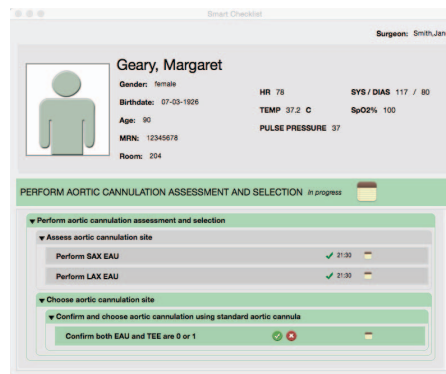 Smart Checklist
Surgeon: Smith,Jan
Geary, Margaret
Gender: female
Birthdate: 07-03-1926
Age: 90
MRN: 12345678
Room: 204
HR 78
SYS / DIAS 117 / 80
TEMP 37.2 C
SpO2% 100
PULSE PRESSURE 37
PERFORM AORTIC CANNULATION ASSESSMENT AND SELECTION in progress
Perform aortic cannulation assessment and selection
Assess aortic cannulation site
Perform SAX EAU 21:30
Perform LAX EAU 21:30
Choose aortic cannulation site
Confirm and choose aortic cannulation using standard aortic cannula
Confirm both EAU and TEE are 0 or 1